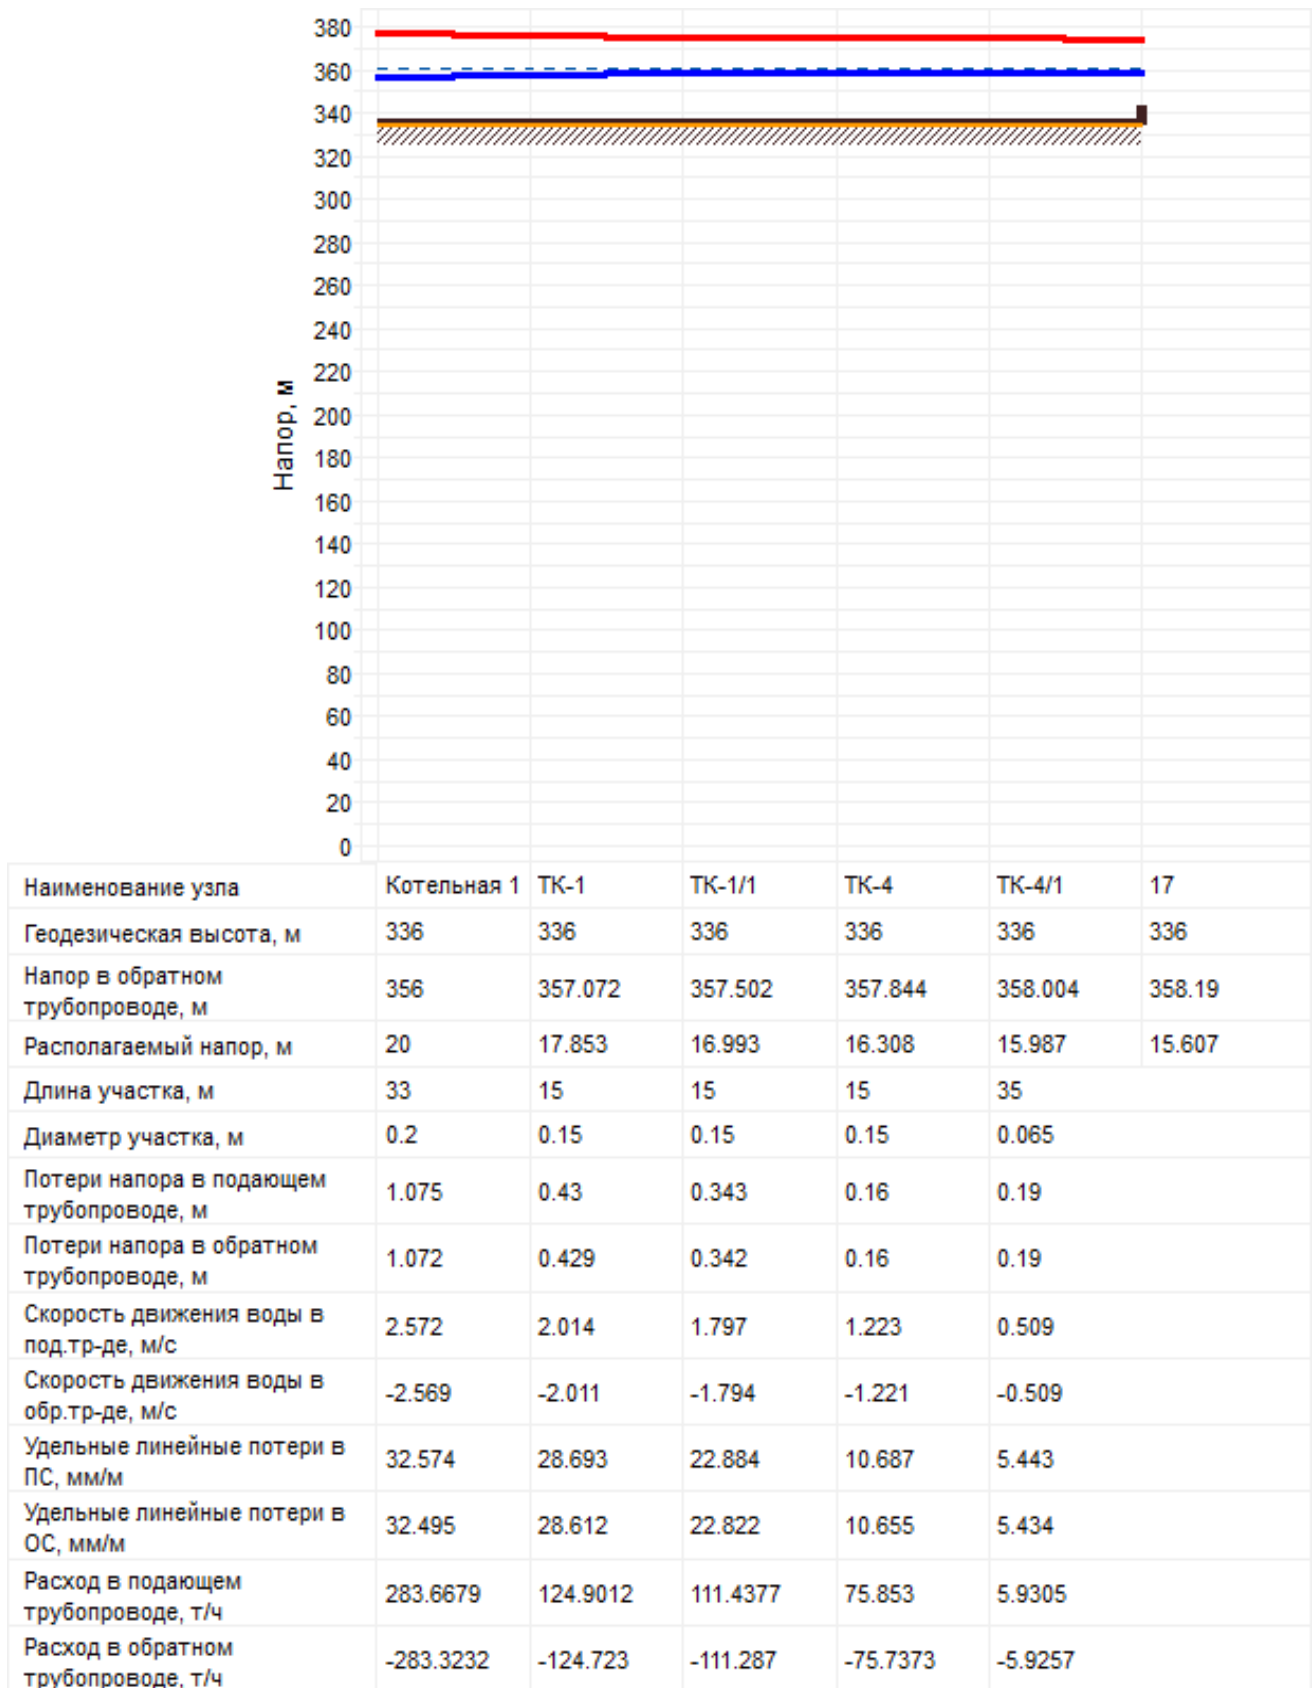 380
360
340
320
300
280
260
240
220
200
180
160
140
120
100
80
60
40
20
0
Напор, м
Наименование узла Котельная 1 ТК-1 ТК-1/1 ТК-4 ТК-4/1 17
Геодезическая высота, м 336 336 336 336 336 336
Напор в обратном
трубопроводе, м 356 357.072 357.502 357.844 358.004 358.19
Располагаемый напор, м 20 17.853 16.993 16.308 15.987 15.607
Длина участка, м 33 15 15 15 35
Диаметр участка, м 0.2 0.15 0.15 0.15 0.065
Потери напора в подающем
трубопроводе, м 1.075 0.43 0.343 0.16 0.19
Потери напора в обратном
трубопроводе, м 1.072 0.429 0.342 0.16 0.19
Скорость движения воды в
под.тр-де, м/с 2.572 2.014 1.797 1.223 0.509
Скорость движения воды в
обр.тр-де, м/с -2.569 -2.011 -1.794 -1.221 -0.509
Удельные линейные потери в
ПС, мм/м 32.574 28.693 22.884 10.687 5.443
Удельные линейные потери в
ОС, мм/м 32.495 28.612 22.822 10.655 5.434
Расход в подающем
трубопроводе, т/ч 283.6679 124.9012 111.4377 75.853 5.9305
Расход в обратном
трубопроводе, т/ч -283.3232 -124.723 -111.287 -75.7373 -5.9257